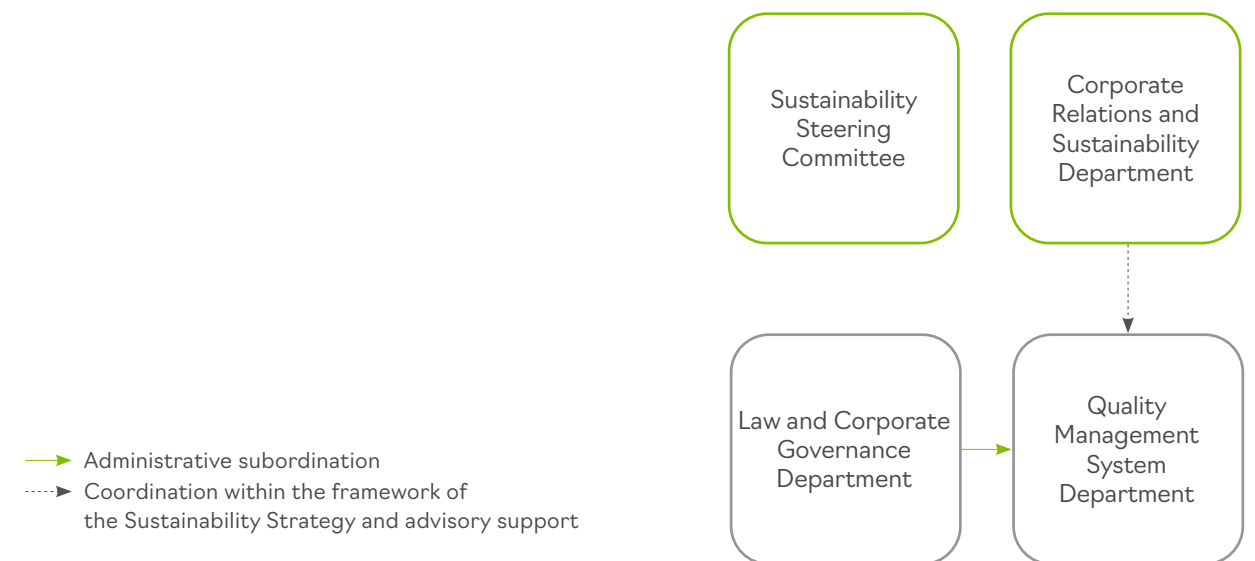 Sustainability
Steering
Committee
Corporate
Relations and
Sustainability
Department
Law and Corporate
Governance
Department
Quality
Management
System
Department
Administrative subordination
Coordination within the framework of
the Sustainability Strategy and advisory support